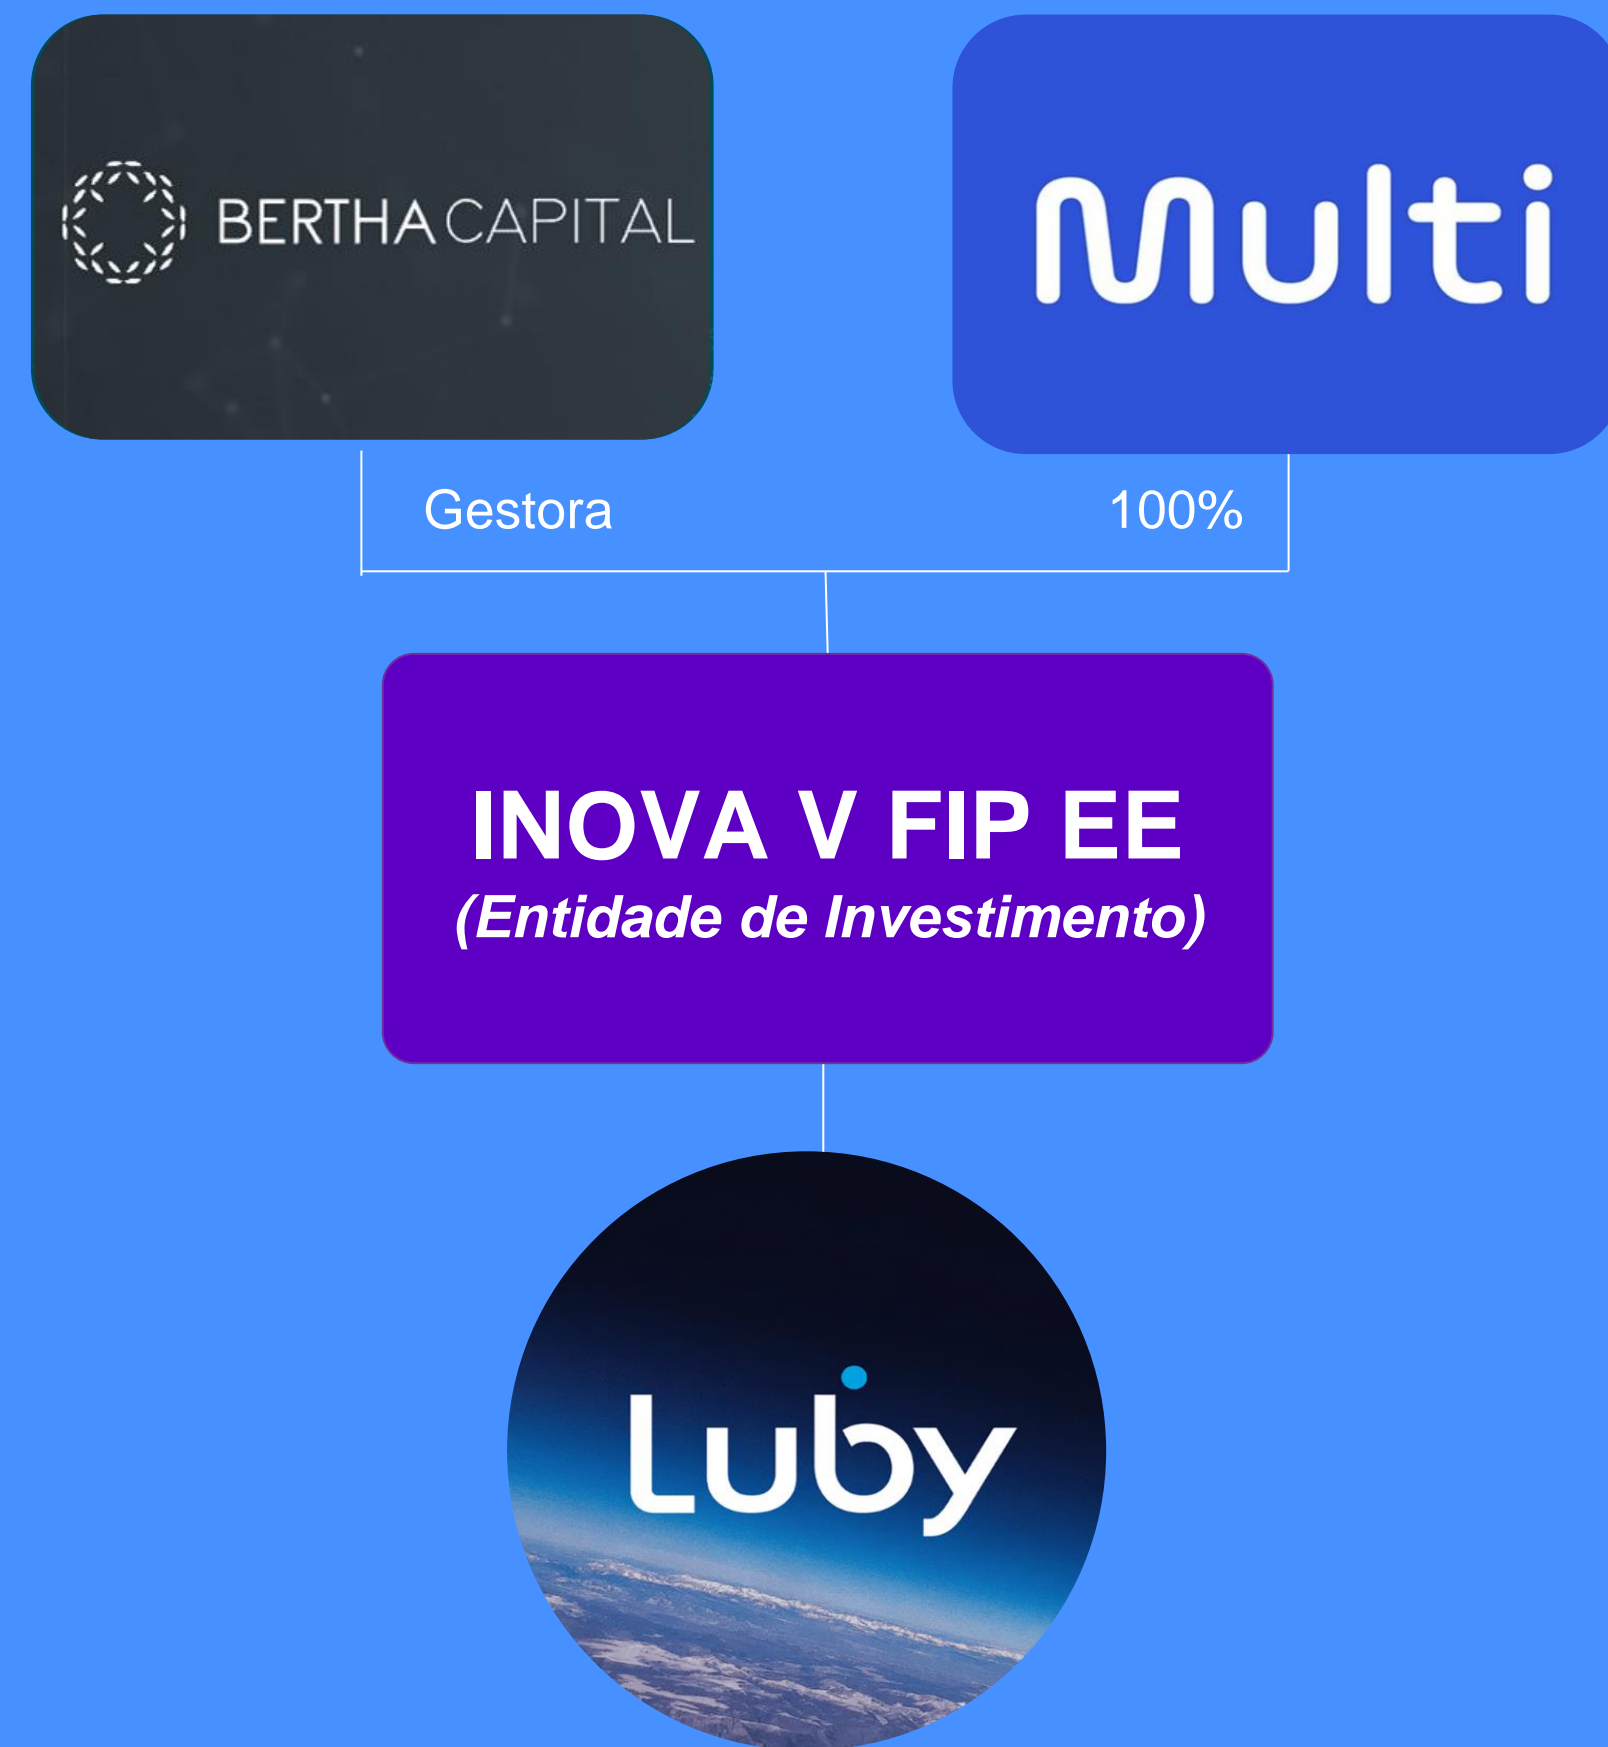 BERTHA CAPITAL
Multi
Gestora
100%
INOVA V FIP EE
(Entidade de Investimento)
Luby